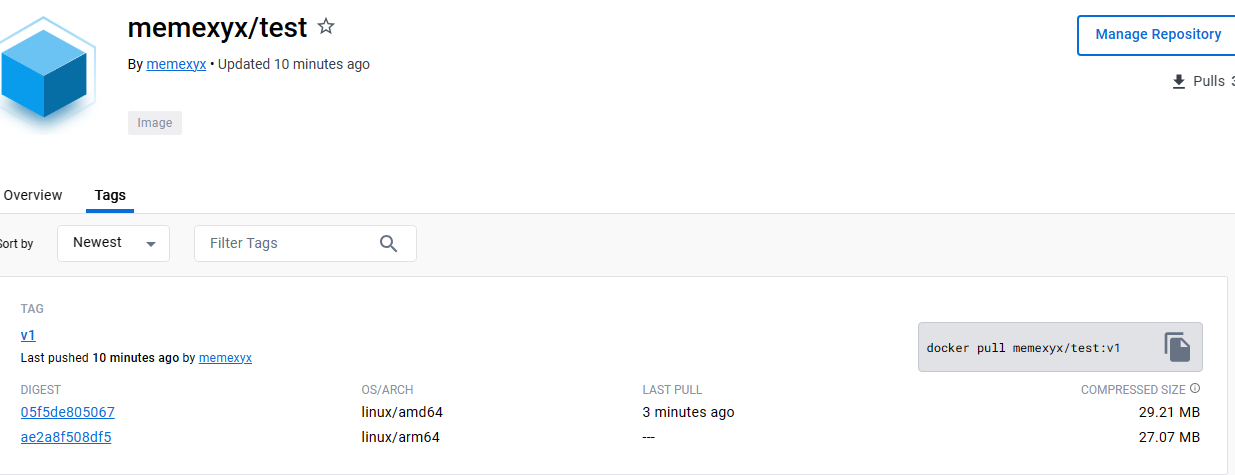 memexyx/test
Manage Repository
By memexyx • Updated 10 minutes ago
Pulls
Image
Overview Tags
Sort by Newest Filter Tags
TAG
v1
docker pull memexyx/test:v1
Last pushed 10 minutes ago by memexyx
DIGEST OS/ARCH LAST PULL COMPRESSED SIZE
05f5de805067 linux/amd64 3 minutes ago 29.21 MB
ae2a8f508df5 linux/arm64 --- 27.07 MB